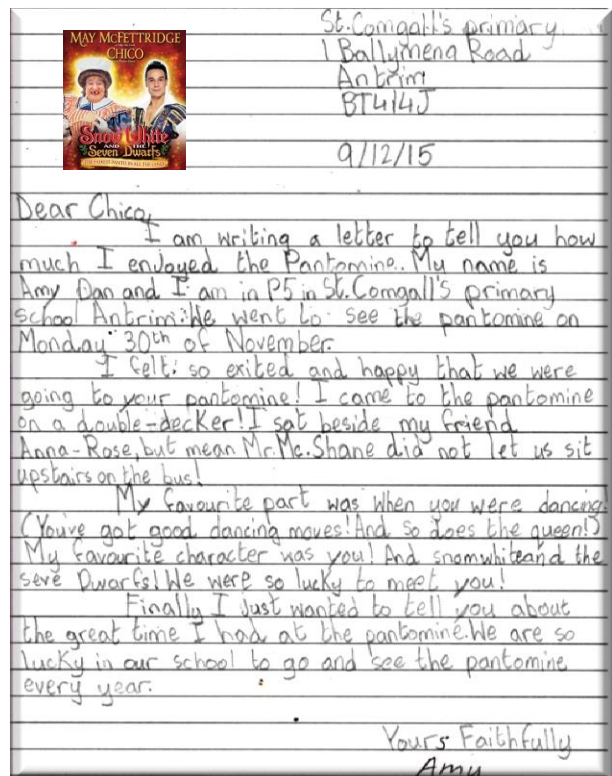 MAY MCFETTRIDGE
CHICO
Snow White
AND THE
Seven Dwarfs
THE FAIREST PANTO IN ALL THE LAND!
St. Comgall's primary
1 Ballymena Road
Antrim
BT414J
9/12/15
Dear Chico,
I am writing a letter to tell you how
much I enjoyed the Pantomine.. My name is
Amy Dan and I am in P5 in St. Comgall's primary
school Antrim. We went to see the pantomine on
Monday 30th of November.
I felt so exited and happy that we were
going to your pantomine! I came to the pantomine
on a double-decker! I sat beside my friend
Anna-Rose, but mean Mr. Mc. Shane did not let us sit
upstairs on the bus!
My favourite part was when you were dancing.
(You've got good dancing moves! And so does the queen!)
My favourite character was you! And snomwhite and the
seve Dwarfs! We were so lucky to meet you!
Finally I just wanted to tell you about
the great time I had at the pantomine. We are so
lucky in our school to go and see the pantomine
every year.
Yours Faithfully
Amy